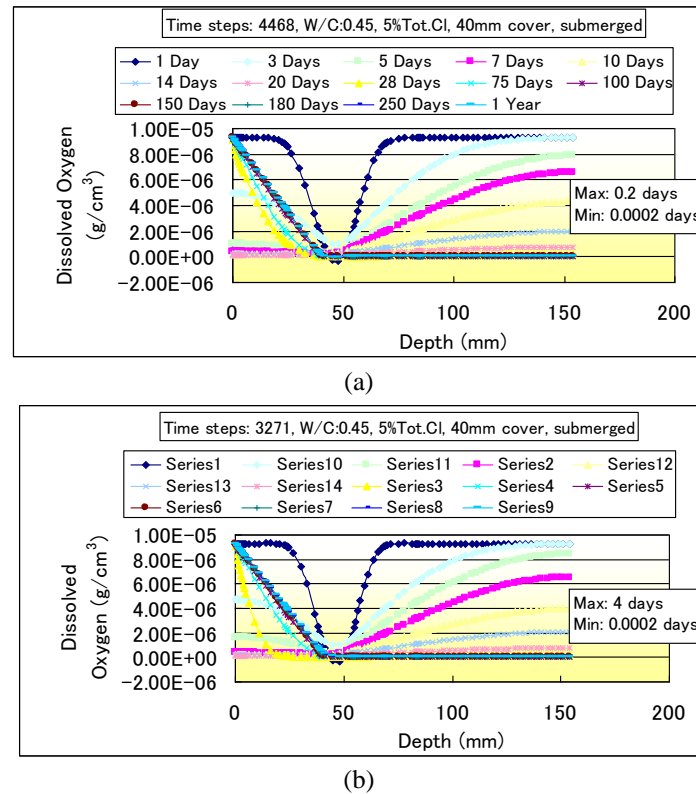 Time steps: 4468, W/C:0.45, 5%Tot.Cl, 40mm cover, submerged
1 Day 3 Days 5 Days 7 Days 10 Days
14 Days 20 Days 28 Days 75 Days 100 Days
150 Days 180 Days 250 Days 1 Year
Dissolved Oxygen
(g/cm³)
1.00E-05
8.00E-06
6.00E-06
4.00E-06
2.00E-06
0.00E+00
-2.00E-06
Max: 0.2 days
Min: 0.0002 days
0 50 100 150 200
Depth (mm)
(a)
Time steps: 3271, W/C:0.45, 5%Tot.Cl, 40mm cover, submerged
Series1 Series10 Series11 Series2 Series12
Series13 Series14 Series3 Series4 Series5
Series6 Series7 Series8 Series9
Dissolved
Oxygen (g/cm³)
1.00E-05
8.00E-06
6.00E-06
4.00E-06
2.00E-06
0.00E+00
-2.00E-06
Max: 4 days
Min: 0.0002 days
0 50 100 150 200
Depth (mm)
(b)